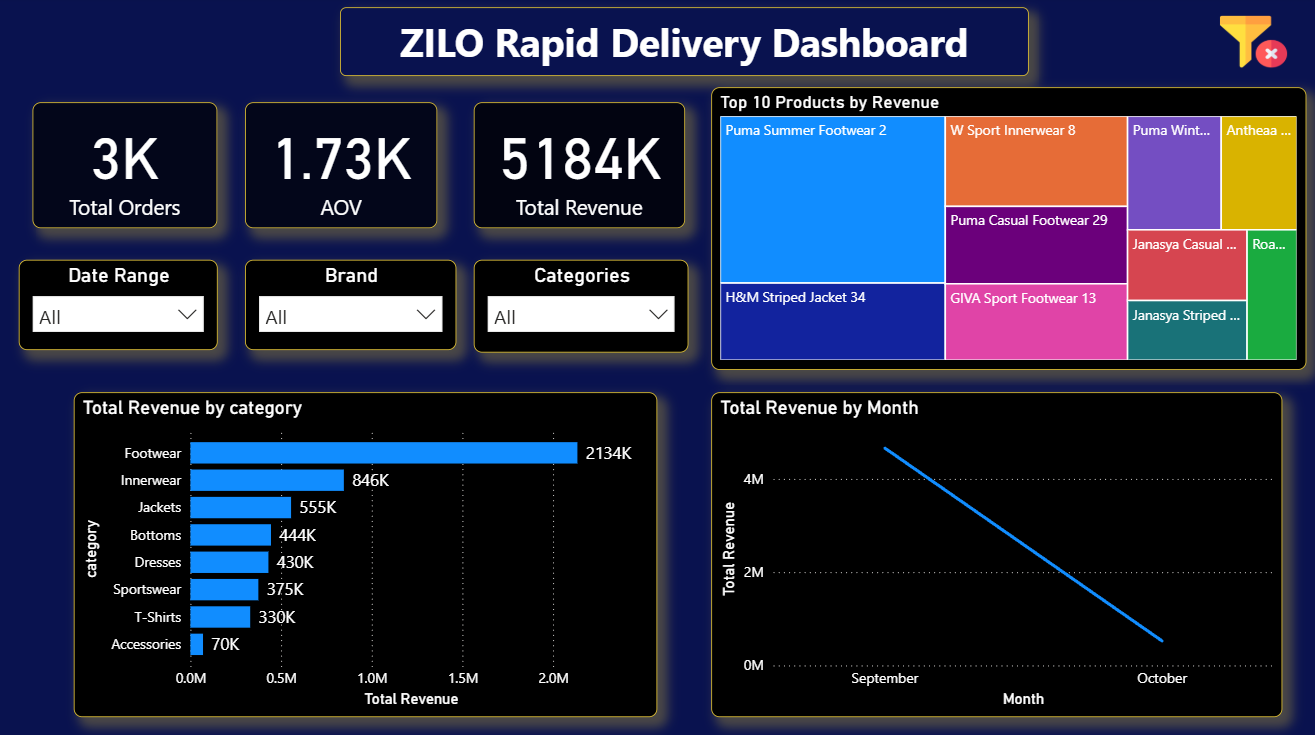 ZILO Rapid Delivery Dashboard
3K
Total Orders
1.73K
AOV
5184K
Total Revenue
Date Range
All
Brand
All
Categories
All
Top 10 Products by Revenue
Puma Summer Footwear 2
H&M Striped Jacket 34
W Sport Innerwear 8
Puma Casual Footwear 29
GIVA Sport Footwear 13
Puma Wint...
Antheaa ...
Janasya Casual ...
Janasya Striped ...
Roa...
Total Revenue by category
category
Footwear 2134K
Innerwear 846K
Jackets 555K
Bottoms 444K
Dresses 430K
Sportswear 375K
T-Shirts 330K
Accessories 70K
0.0M 0.5M 1.0M 1.5M 2.0M
Total Revenue
Total Revenue by Month
Total Revenue
4M
2M
0M
September October
Month